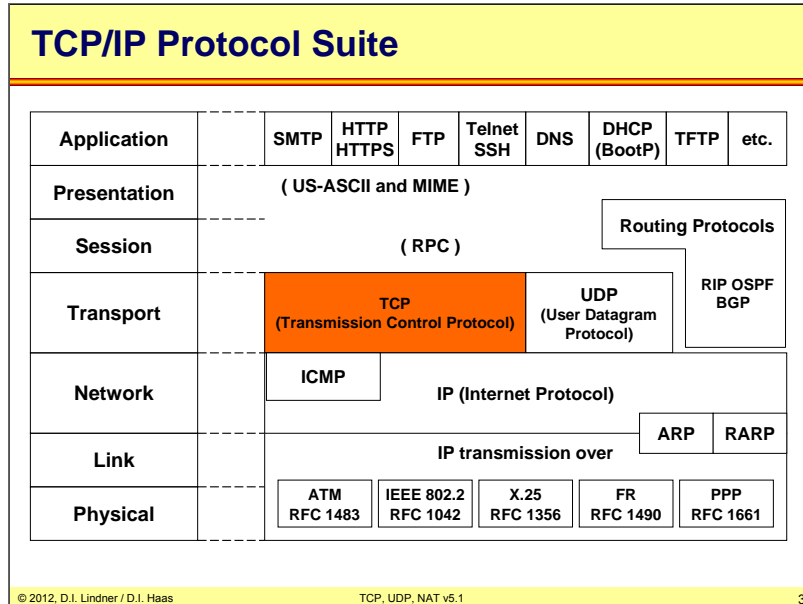 TCP/IP Protocol Suite
Application
SMTP
HTTP
HTTPS
FTP
Telnet
SSH
DNS
DHCP
(BootP)
TFTP
etc.
Presentation
( US-ASCII and MIME )
Session
( RPC )
Routing Protocols
RIP OSPF
BGP
Transport
TCP
(Transmission Control Protocol)
UDP
(User Datagram
Protocol)
Network
ICMP
IP (Internet Protocol)
ARP
RARP
Link
IP transmission over
Physical
ATM
RFC 1483
IEEE 802.2
RFC 1042
X.25
RFC 1356
FR
RFC 1490
PPP
RFC 1661
© 2012, D.I. Lindner / D.I. Haas
TCP, UDP, NAT v5.1
3